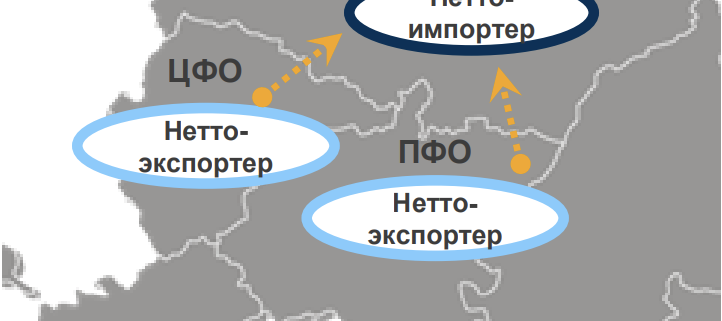 Нетто-
импортер
ЦФО
Нетто-
экспортер
ПФО
Нетто-
экспортер